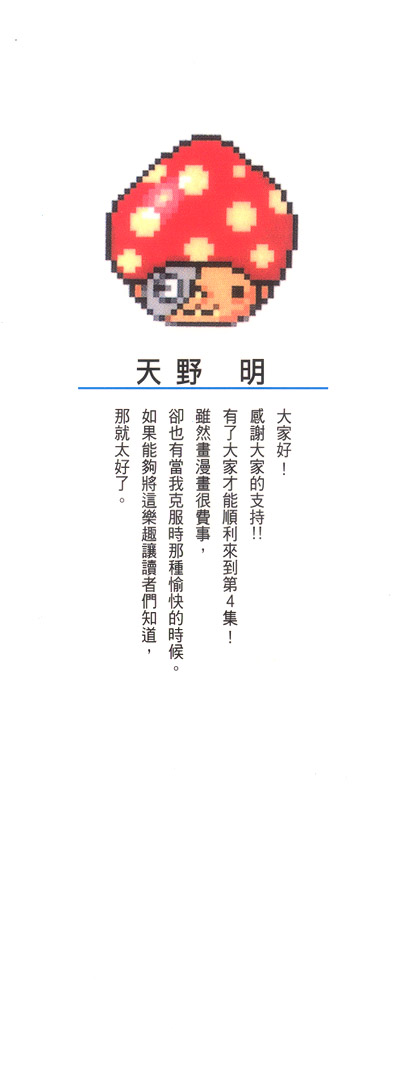 天野 明
大家好！
感謝大家的支持!!
有了大家才能順利來到第4集！
雖然畫漫畫很費事，
卻也有當我克服時那種愉快的時候。
如果能夠將這樂趣讓讀者們知道，
那就太好了。